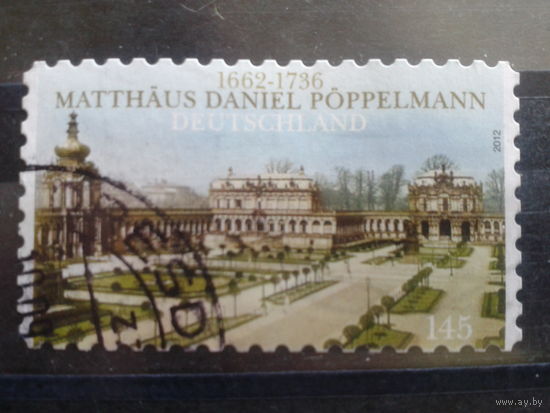 1662-1736
MATTHÄUS DANIEL PÖPPELMANN
DEUTSCHLAND
2012
145
www.ay.by